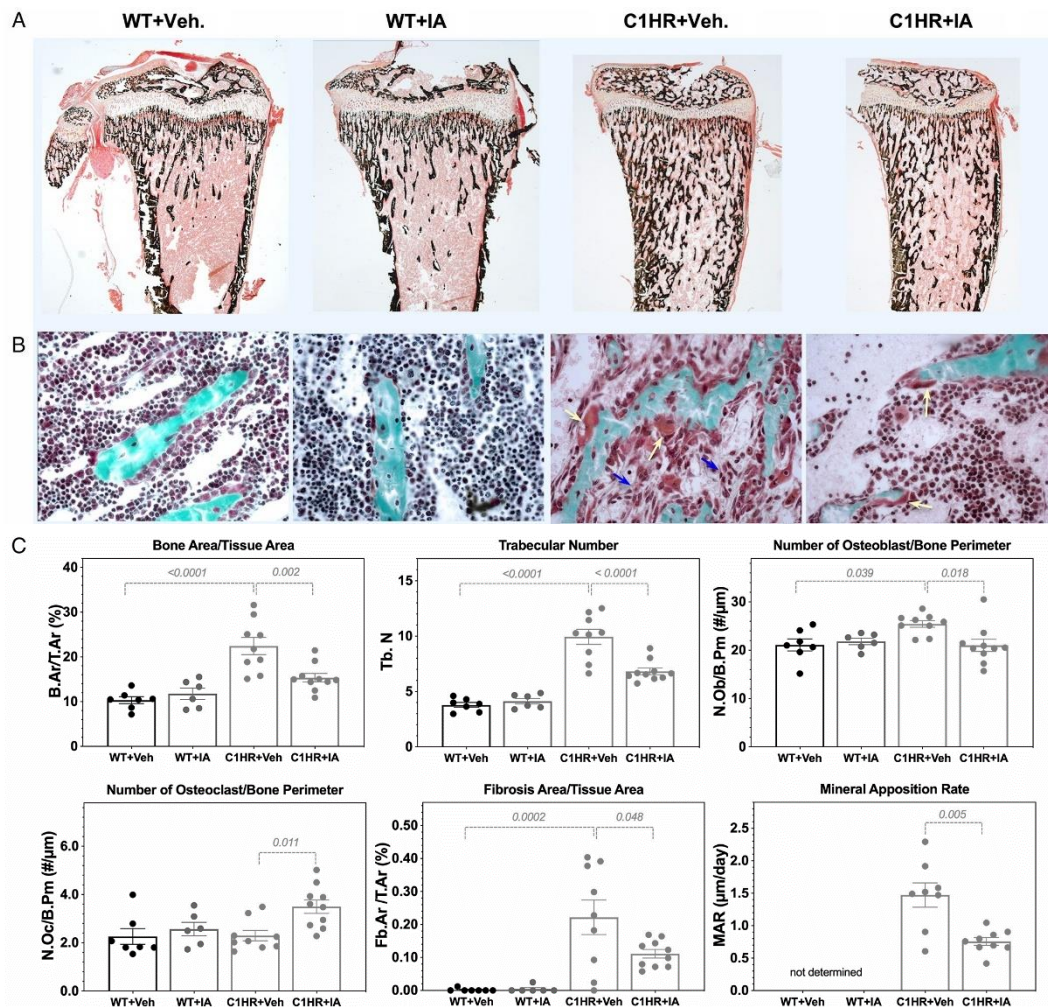 A
WT+Veh. WT+IA C1HR+Veh. C1HR+IA
B
C
Bone Area/Tissue Area
B.Ar/T.Ar (%)
40
30
20
10
0
<0.0001 0.002
WT+Veh WT+IA C1HR+Veh C1HR+IA
Trabecular Number
Tb. N
15
10
5
0
<0.0001 < 0.0001
WT+Veh WT+IA C1HR+Veh C1HR+IA
Number of Osteoblast/Bone Perimeter
N.Ob/B.Pm (#/μm)
30
20
10
0
0.039 0.018
WT+Veh WT+IA C1HR+Veh C1HR+IA
Number of Osteoclast/Bone Perimeter
N.Oc/B.Pm (#/μm)
6.0
4.0
2.0
0.0
0.011
WT+Veh WT+IA C1HR+Veh C1HR+IA
Fibrosis Area/Tissue Area
Fb.Ar /T.Ar (%)
0.50
0.40
0.30
0.20
0.10
0.00
0.0002 0.048
WT+Veh WT+IA C1HR+Veh C1HR+IA
Mineral Apposition Rate
MAR (μm/day)
2.5
2.0
1.5
1.0
0.5
0.0
0.005
not determined
WT+Veh WT+IA C1HR+Veh C1HR+IA